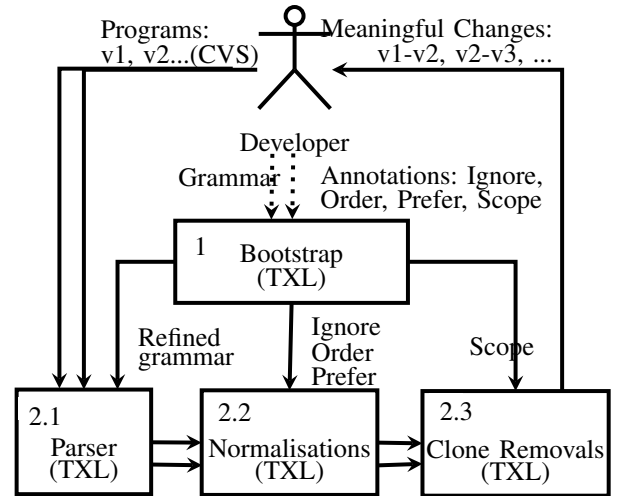 Programs:
v1, v2...(CVS)
Meaningful Changes:
v1-v2, v2-v3, ...
Developer
Grammar
Annotations: Ignore,
Order, Prefer, Scope
1
Bootstrap
(TXL)
Refined
grammar
Ignore
Order
Prefer
Scope
2.1
Parser
(TXL)
2.2
Normalisations
(TXL)
2.3
Clone Removals
(TXL)